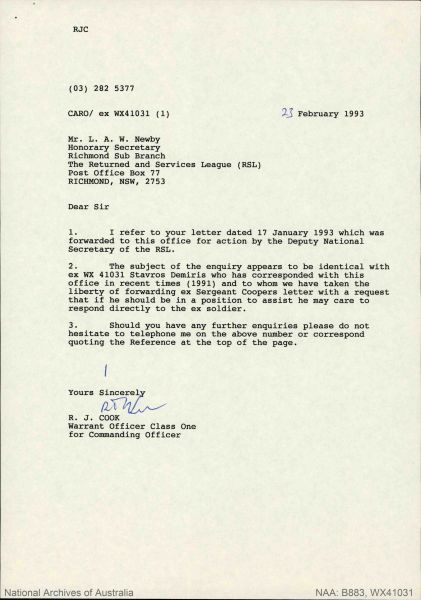 RJC
(03) 282 5377
CARO/ ex WX41031 (1)
23 February 1993
Mr. L. A. W. Newby
Honorary Secretary
Richmond Sub Branch
The Returned and Services League (RSL)
Post Office Box 77
RICHMOND, NSW, 2753
Dear Sir
1. I refer to your letter dated 17 January 1993 which was
forwarded to this office for action by the Deputy National
Secretary of the RSL.
2. The subject of the enquiry appears to be identical with
ex WX 41031 Stavros Demiris who has corresponded with this
office in recent times (1991) and to whom we have taken the
liberty of forwarding ex Sergeant Coopers letter with a request
that if he should be in a position to assist he may care to
respond directly to the ex soldier.
3. Should you have any further enquiries please do not
hesitate to telephone me on the above number or correspond
quoting the Reference at the top of the page.
Yours Sincerely
R. J. COOK
Warrant Officer Class One
for Commanding Officer
National Archives of Australia
NAA: B883, WX41031